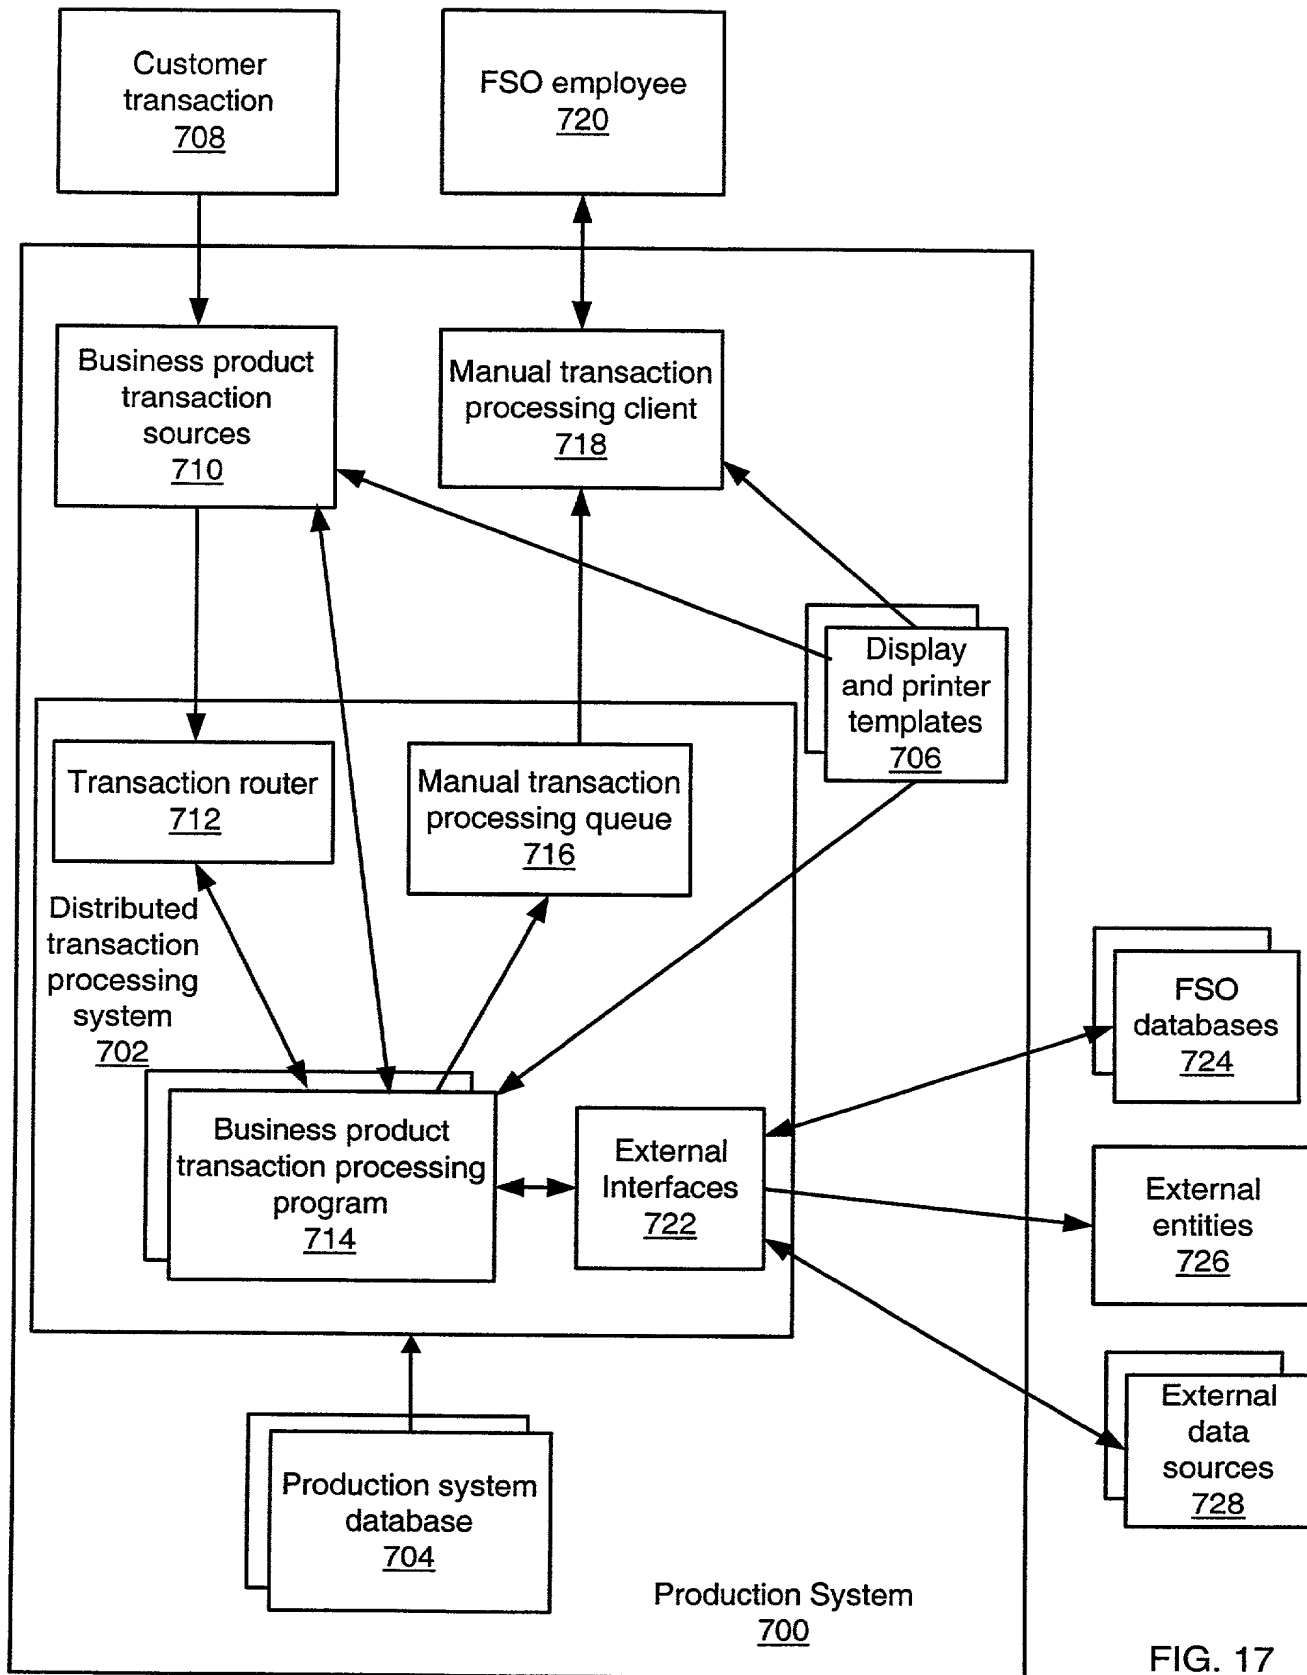 Customer
transaction
708
FSO employee
720
Business product
transaction
sources
710
Manual transaction
processing client
718
Display
and printer
templates
706
Transaction router
712
Manual transaction
processing queue
716
Distributed
transaction
processing
system
702
FSO
databases
724
Business product
transaction processing
program
714
External
Interfaces
722
External
entities
726
External
data
sources
728
Production system
database
704
Production System
700
FIG. 17